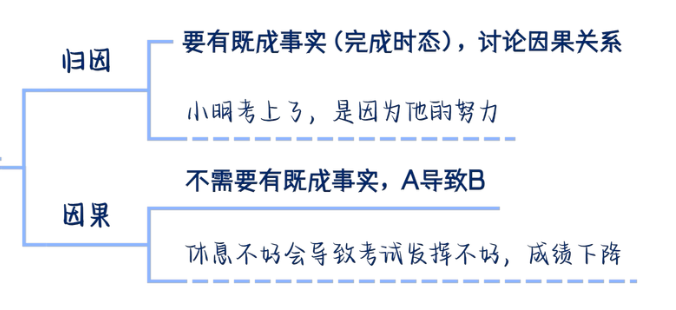 归因
要有既成事实(完成时态)，讨论因果关系
小明考上了，是因为他的努力
因果
不需要有既成事实，A导致B
休息不好会导致考试发挥不好，成绩下降